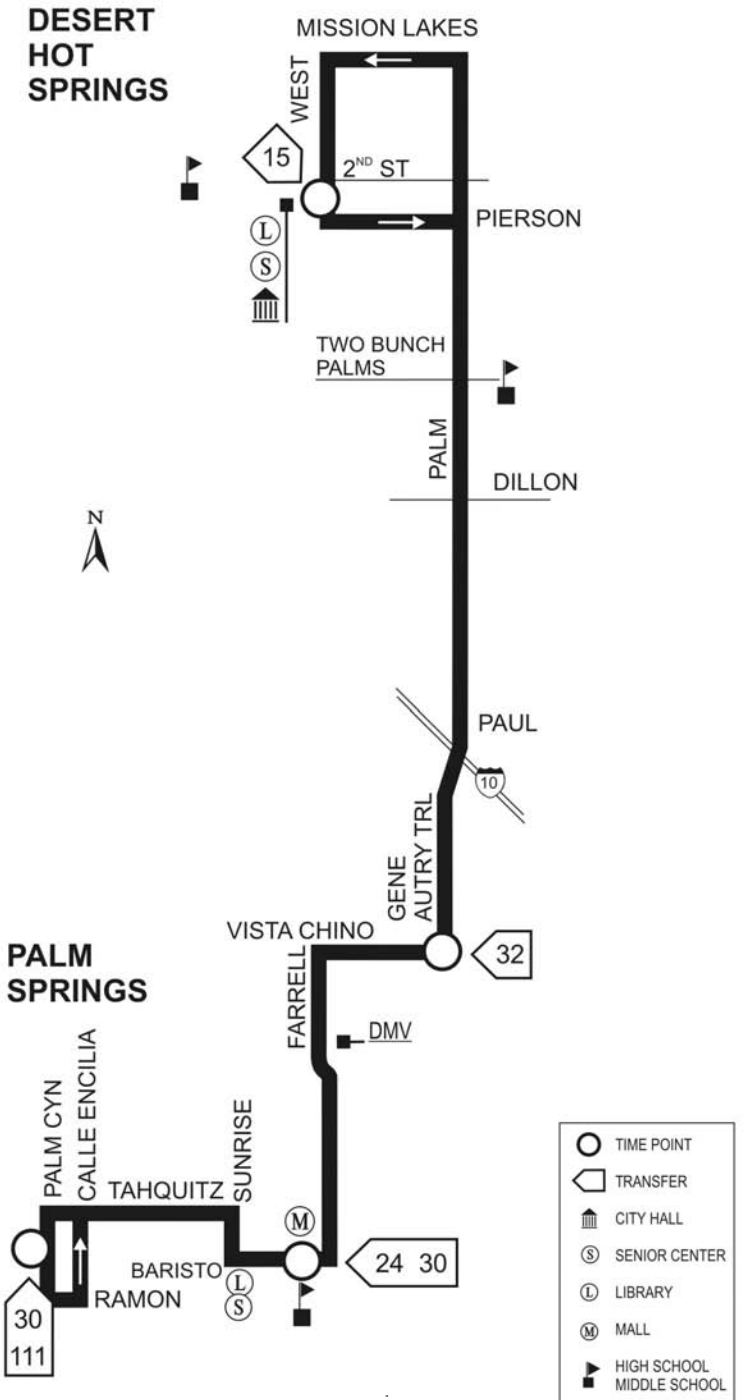 DESERT
HOT
SPRINGS
MISSION LAKES
WEST
15
2ND ST
PIERSON
L
S
TWO BUNCH
PALMS
PALM
DILLON
N
PAUL
10
GENE
AUTRY TRL
VISTA CHINO
32
PALM
SPRINGS
FARRELL
DMV
PALM CYN
CALLE ENCILIA
TAHQUITZ
SUNRISE
M
BARISTO
24 30
L
S
RAMON
30
111
TIME POINT
TRANSFER
CITY HALL
S SENIOR CENTER
L LIBRARY
M MALL
HIGH SCHOOL
MIDDLE SCHOOL